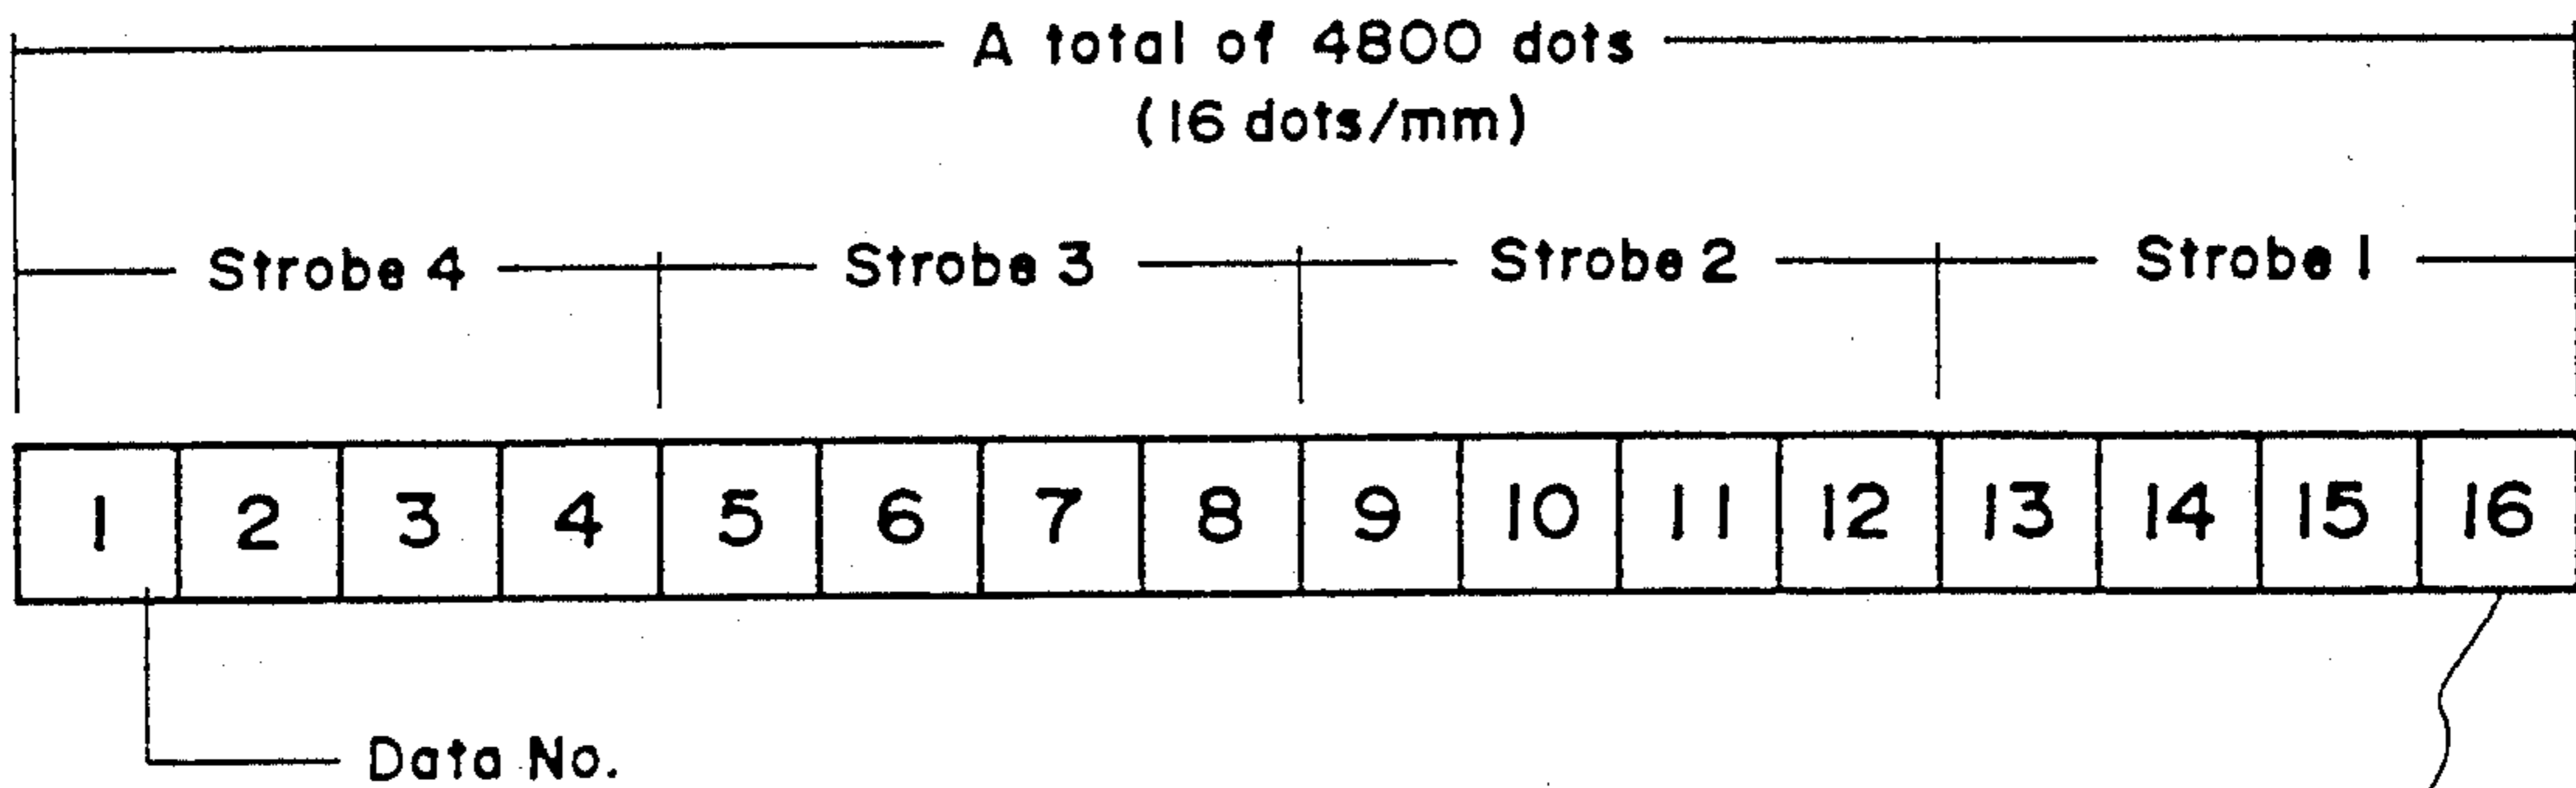 A total of 4800 dots
(16 dots/mm)
Strobe 4 Strobe 3 Strobe 2 Strobe 1
1 2 3 4 5 6 7 8 9 10 11 12 13 14 15 16
Data No.